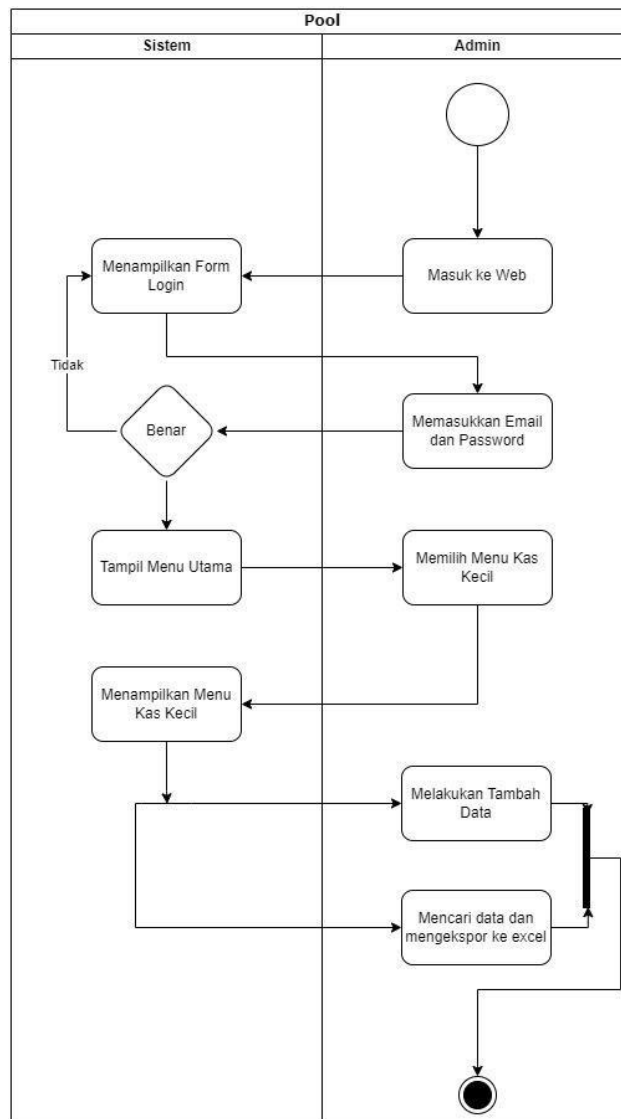 Pool
Sistem
Admin
Menampilkan Form
Login
Masuk ke Web
Tidak
Benar
Memasukkan Email
dan Password
Tampil Menu Utama
Memilih Menu Kas
Kecil
Menampilkan Menu
Kas Kecil
Melakukan Tambah
Data
Mencari data dan
mengekspor ke excel